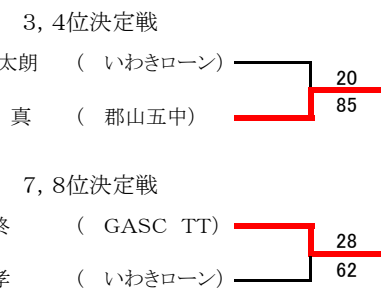 3, 4位決定戦
太朗 ( いわきローン)
20
85
真 ( 郡山五中)
7, 8位決定戦
( GASC TT)
28
62
孝 ( いわきローン)